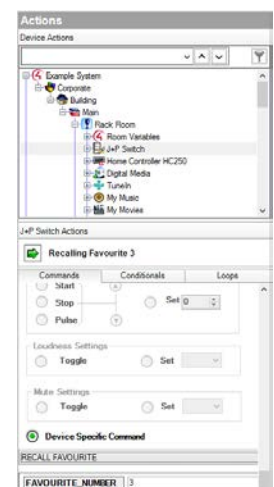 Actions
Device Actions
Example System
Corporate
Building
Main
Rack Room
Room Variables
J+P Switch
Home Controller HC250
Digital Media
TuneIn
My Music
My Movies
J+P Switch Actions
Recalling Favourite 3
Commands Conditionals Loops
Start
Stop Set 0
Pulse
Loudness Settings
Toggle Set
Mute Settings
Toggle Set
Device Specific Command
RECALL FAVOURITE
FAVOURITE_NUMBER 3